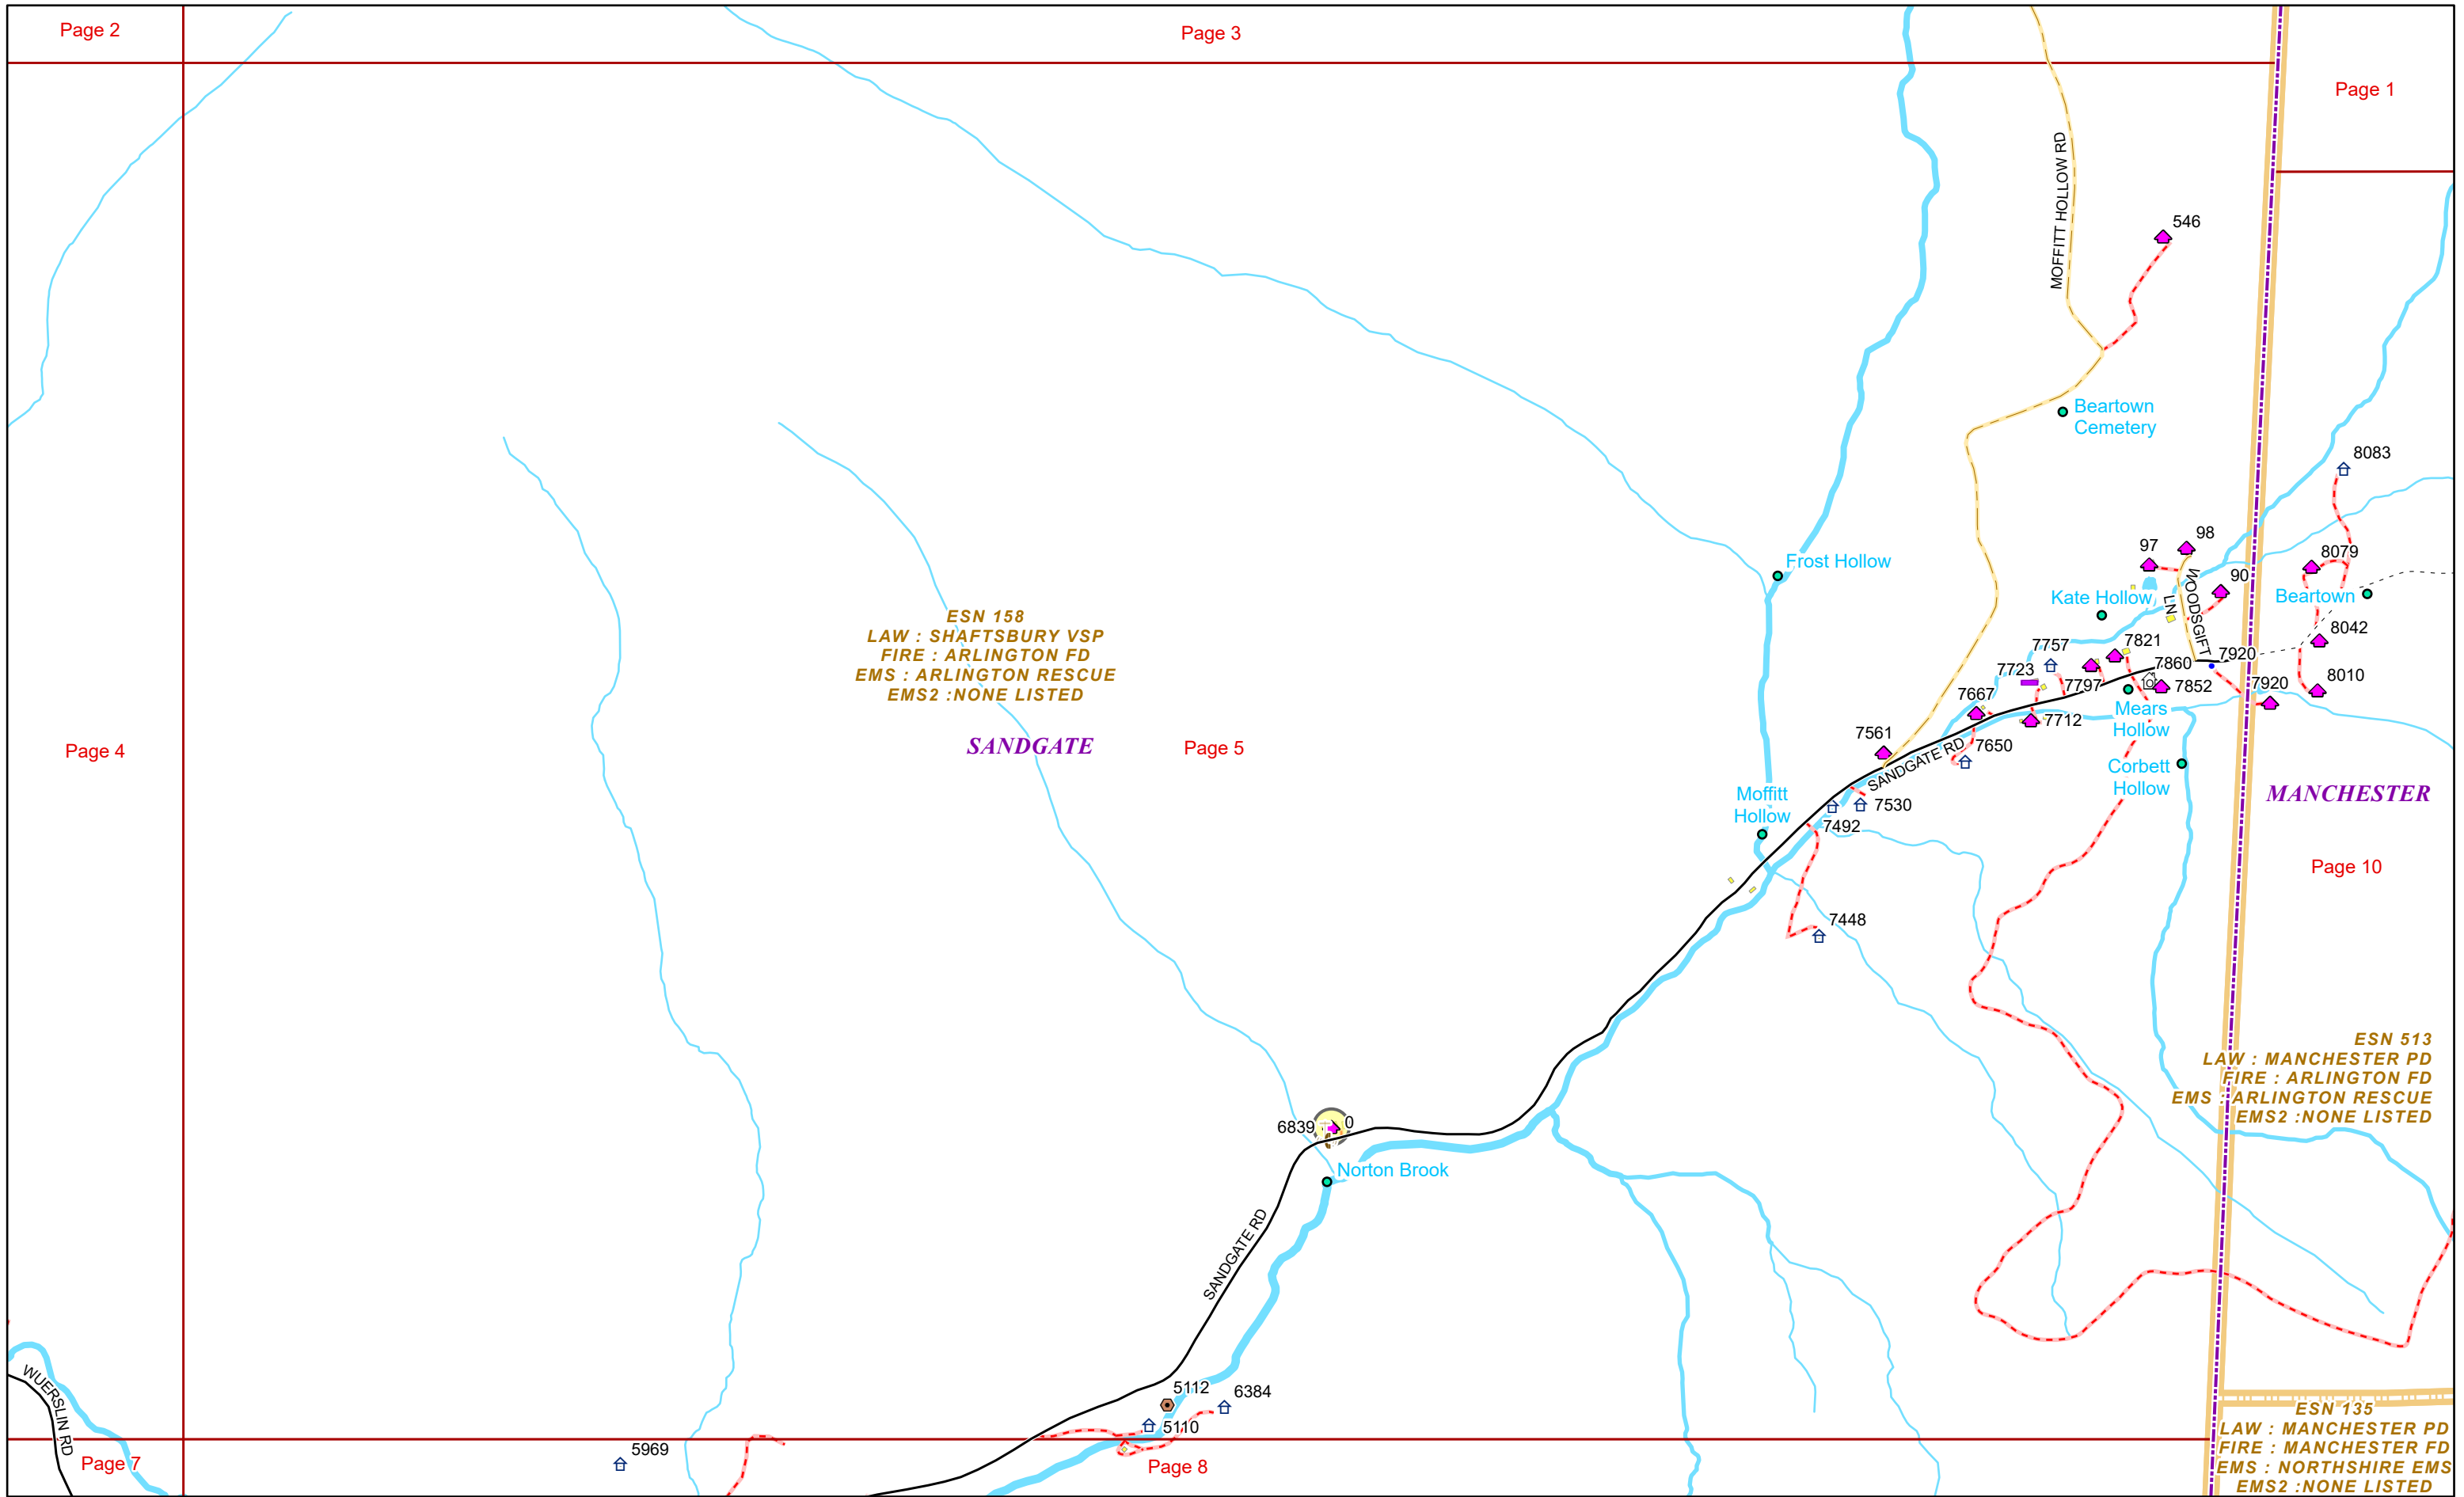 Page 2
Page 3
Page 1
MOFFITT HOLLOW RD
546
Beartown
Cemetery
8083
98
97
8079
Frost Hollow
90
Kate Hollow
Beartown
WOODSGIFT
LN
ESN 158
LAW : SHAFTSBURY VSP
FIRE : ARLINGTON FD
EMS : ARLINGTON RESCUE
EMS2 :NONE LISTED
8042
7821
7757
7920
7860
7723
8010
7920
7852
7797
7667
Mears
Hollow
7712
SANDGATE
Page 5
Page 4
7561
7650
SANDGATE RD
Corbett
Hollow
MANCHESTER
Moffitt
Hollow
7530
7492
Page 10
7448
ESN 513
LAW : MANCHESTER PD
FIRE : ARLINGTON FD
EMS : ARLINGTON RESCUE
EMS2 :NONE LISTED
6839
0
Norton Brook
SANDGATE RD
WUERSLIN RD
5112
6384
5110
ESN 135
LAW : MANCHESTER PD
FIRE : MANCHESTER FD
EMS : NORTHSHIRE EMS
EMS2 :NONE LISTED
5969
Page 7
Page 8